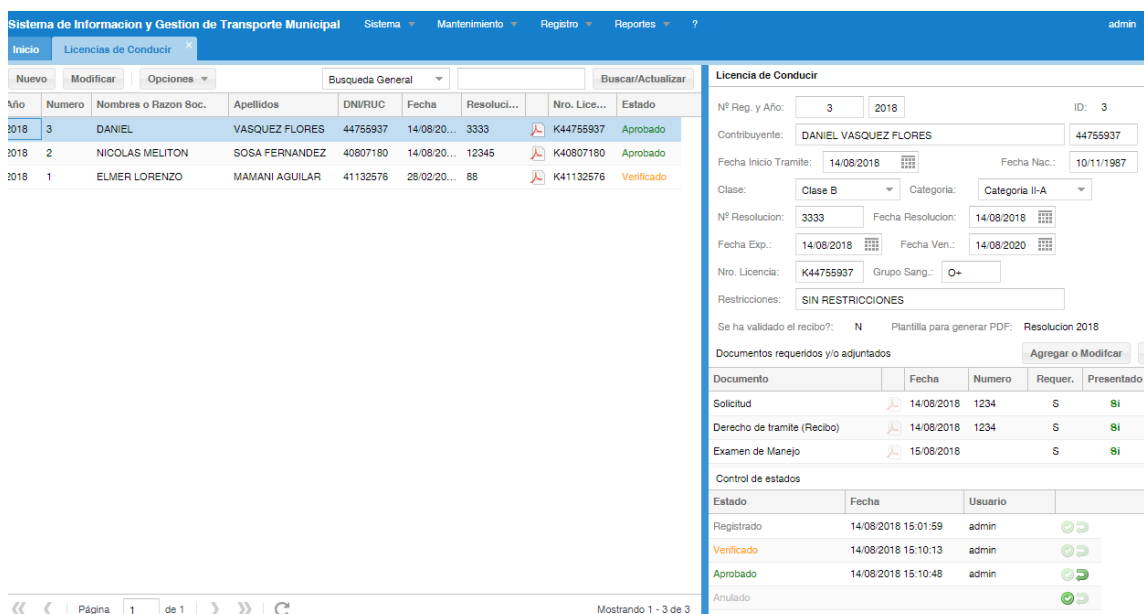 Sistema de Informacion y Gestion de Transporte Municipal Sistema Mantenimiento Registro Reportes ? admin
Inicio Licencias de Conducir
Nuevo Modificar Opciones Busqueda General Buscar/Actualizar
Año Numero Nombres o Razon Soc. Apellidos DNI/RUC Fecha Resoluci... Nro. Lice... Estado
2018 3 DANIEL VASQUEZ FLORES 44755937 14/08/20... 3333 K44755937 Aprobado
2018 2 NICOLAS MELITON SOSA FERNANDEZ 40807180 14/08/20... 12345 K40807180 Aprobado
2018 1 ELMER LORENZO MAMANI AGUILAR 41132576 28/02/20... 88 K41132576 Verificado
Página 1 de 1 Mostrando 1 - 3 de 3
Licencia de Conducir
Nº Reg. y Año: 3 2018 ID: 3
Contribuyente: DANIEL VASQUEZ FLORES 44755937
Fecha Inicio Tramite: 14/08/2018 Fecha Nac.: 10/11/1987
Clase: Clase B Categoria: Categoria II-A
Nº Resolucion: 3333 Fecha Resolucion: 14/08/2018
Fecha Exp.: 14/08/2018 Fecha Ven.: 14/08/2020
Nro. Licencia: K44755937 Grupo Sang.: O+
Restricciones: SIN RESTRICCIONES
Se ha validado el recibo?: N Plantilla para generar PDF: Resolucion 2018
Documentos requeridos y/o adjuntados Agregar o Modifcar
Documento Fecha Numero Requer. Presentado
Solicitud 14/08/2018 1234 S Si
Derecho de tramite (Recibo) 14/08/2018 1234 S Si
Examen de Manejo 15/08/2018 S Si
Control de estados
Estado Fecha Usuario
Registrado 14/08/2018 15:01:59 admin
Verificado 14/08/2018 15:10:13 admin
Aprobado 14/08/2018 15:10:48 admin
Anulado